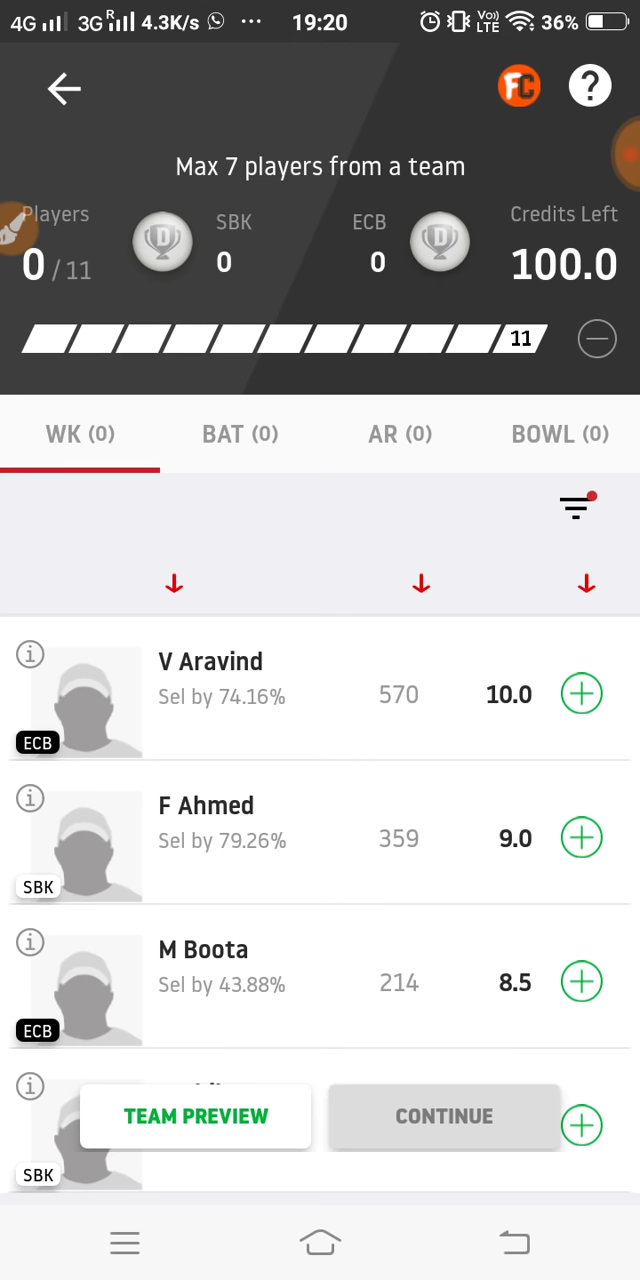 4G 3G R 4.3K/s ... 19:20 Vo)) LTE 36%
FC ?
Max 7 players from a team
Players SBK ECB Credits Left
0 / 11 D 0 0 D 100.0
11
WK (0) BAT (0) AR (0) BOWL (0)
V Aravind
Sel by 74.16% 570 10.0
ECB
F Ahmed
Sel by 79.26% 359 9.0
SBK
M Boota
Sel by 43.88% 214 8.5
ECB
TEAM PREVIEW CONTINUE
SBK